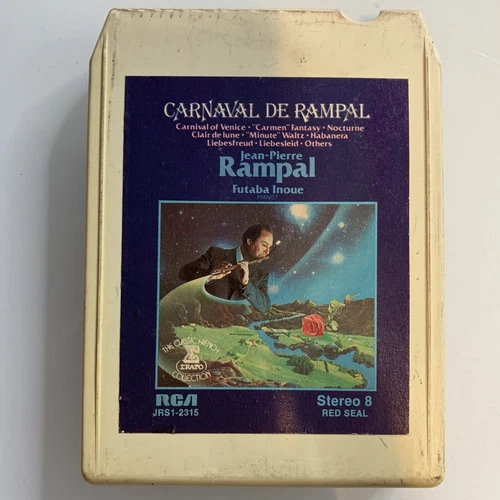 CARNAVAL DE RAMPAL
Carnival of Venice • "Carmen" Fantasy • Nocturne
Clair de lune • "Minute" Waltz • Habanera
Liebesfreud • Liebesleid • Others
Jean-Pierre
Rampal
Futaba Inoue
PIANIST
THE CLASSIC FRENCH
ERATO
COLLECTION
RCA
JRS1-2315
Stereo 8
RED SEAL